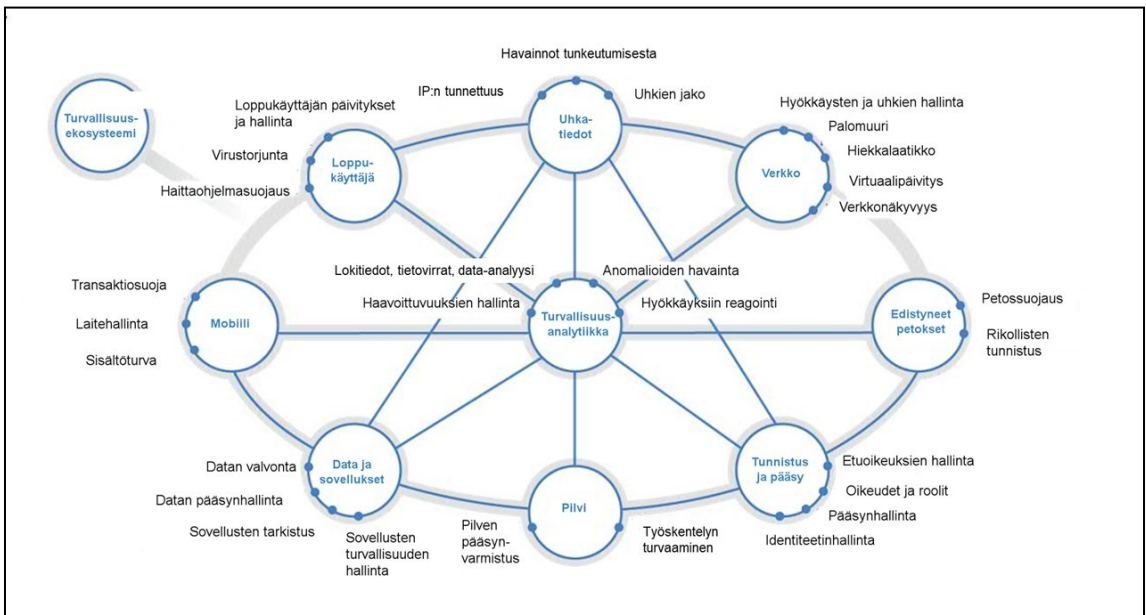 Havainnot tunkeutumisesta
IP:n tunnettuus
Uhkien jako
Uhka-
tiedot
Turvallisuus-
ekosysteemi
Loppukäyttäjän päivitykset
ja hallinta
Virustorjunta
Haittaohjelmasuojaus
Loppu-
käyttäjä
Hyökkäysten ja uhkien hallinta
Palomuuri
Hiekkalaatikko
Virtuaalipäivitys
Verkkonäkyvyys
Verkko
Lokitiedot, tietovirrat, data-analyysi
Anomalioiden havainta
Haavoittuvuuksien hallinta
Hyökkäyksiin reagointi
Turvallisuus-
analytiikka
Transaktiosuoja
Laitehallinta
Sisältöturva
Mobiili
Edistyneet
petokset
Petossuojaus
Rikollisten
tunnistus
Data ja
sovellukset
Datan valvonta
Datan pääsynhallinta
Sovellusten tarkistus
Sovellusten
turvallisuuden
hallinta
Pilvi
Pilven
pääsyn-
varmistus
Työskentelyn
turvaaminen
Tunnistus
ja pääsy
Etuoikeuksien hallinta
Oikeudet ja roolit
Pääsynhallinta
Identiteetinhallinta